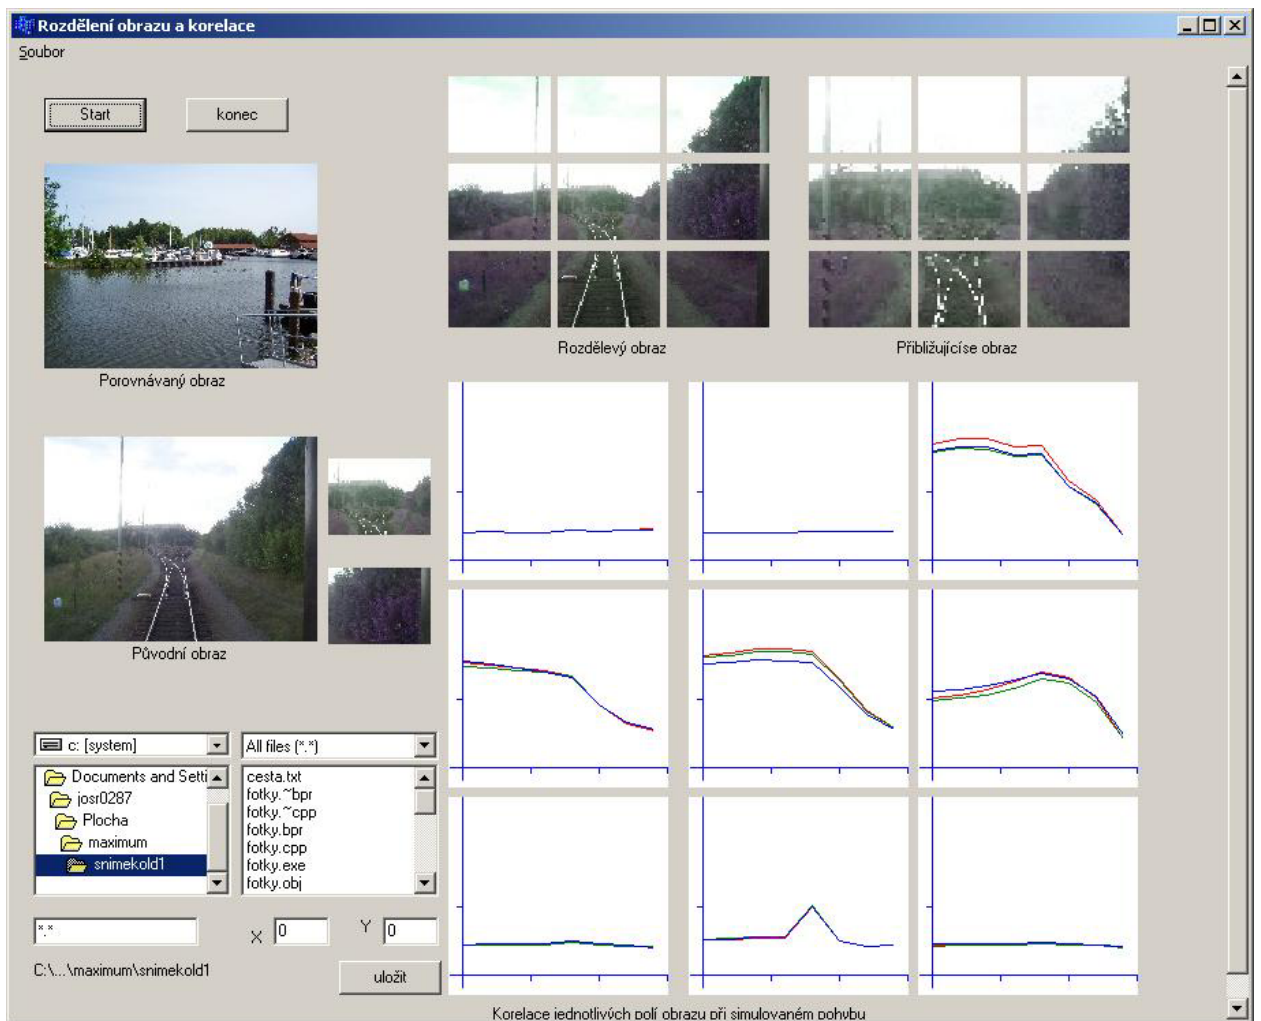 Rozdělení obrazu a korelace
Soubor
Start
konec
Porovnávaný obraz
Rozdělevý obraz
Přibližujícíse obraz
Původní obraz
c: [system]
All files (*.*)
Documents and Setti
josr0287
Plocha
maximum
snimekold1
cesta.txt
fotky.~bpr
fotky.~cpp
fotky.bpr
fotky.cpp
fotky.exe
fotky.obj
*.*
X
0
Y
0
C:\...\maximum\snimekold1
uložit
Korelace jednotlivých polí obrazu při simulovaném pohybu